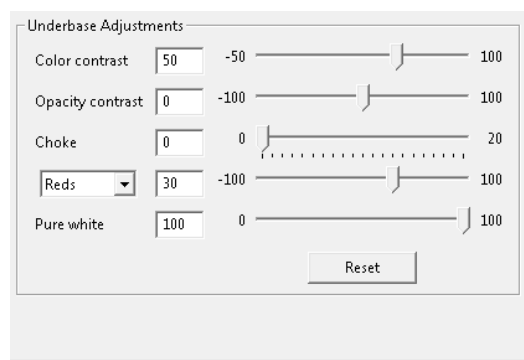 Underbase Adjustments
Color contrast 50 -50 100
Opacity contrast 0 -100 100
Choke 0 0 20
Reds 30 -100 100
Pure white 100 0 100
Reset